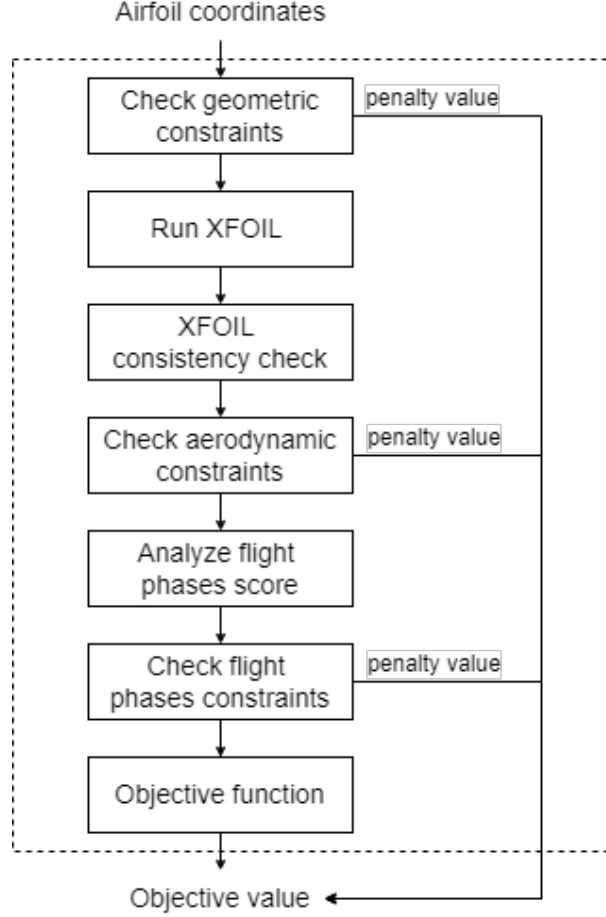 Airfoil coordinates
Check geometric
constraints
penalty value
Run XFOIL
XFOIL
consistency check
Check aerodynamic
constraints
penalty value
Analyze flight
phases score
Check flight
phases constraints
penalty value
Objective function
Objective value